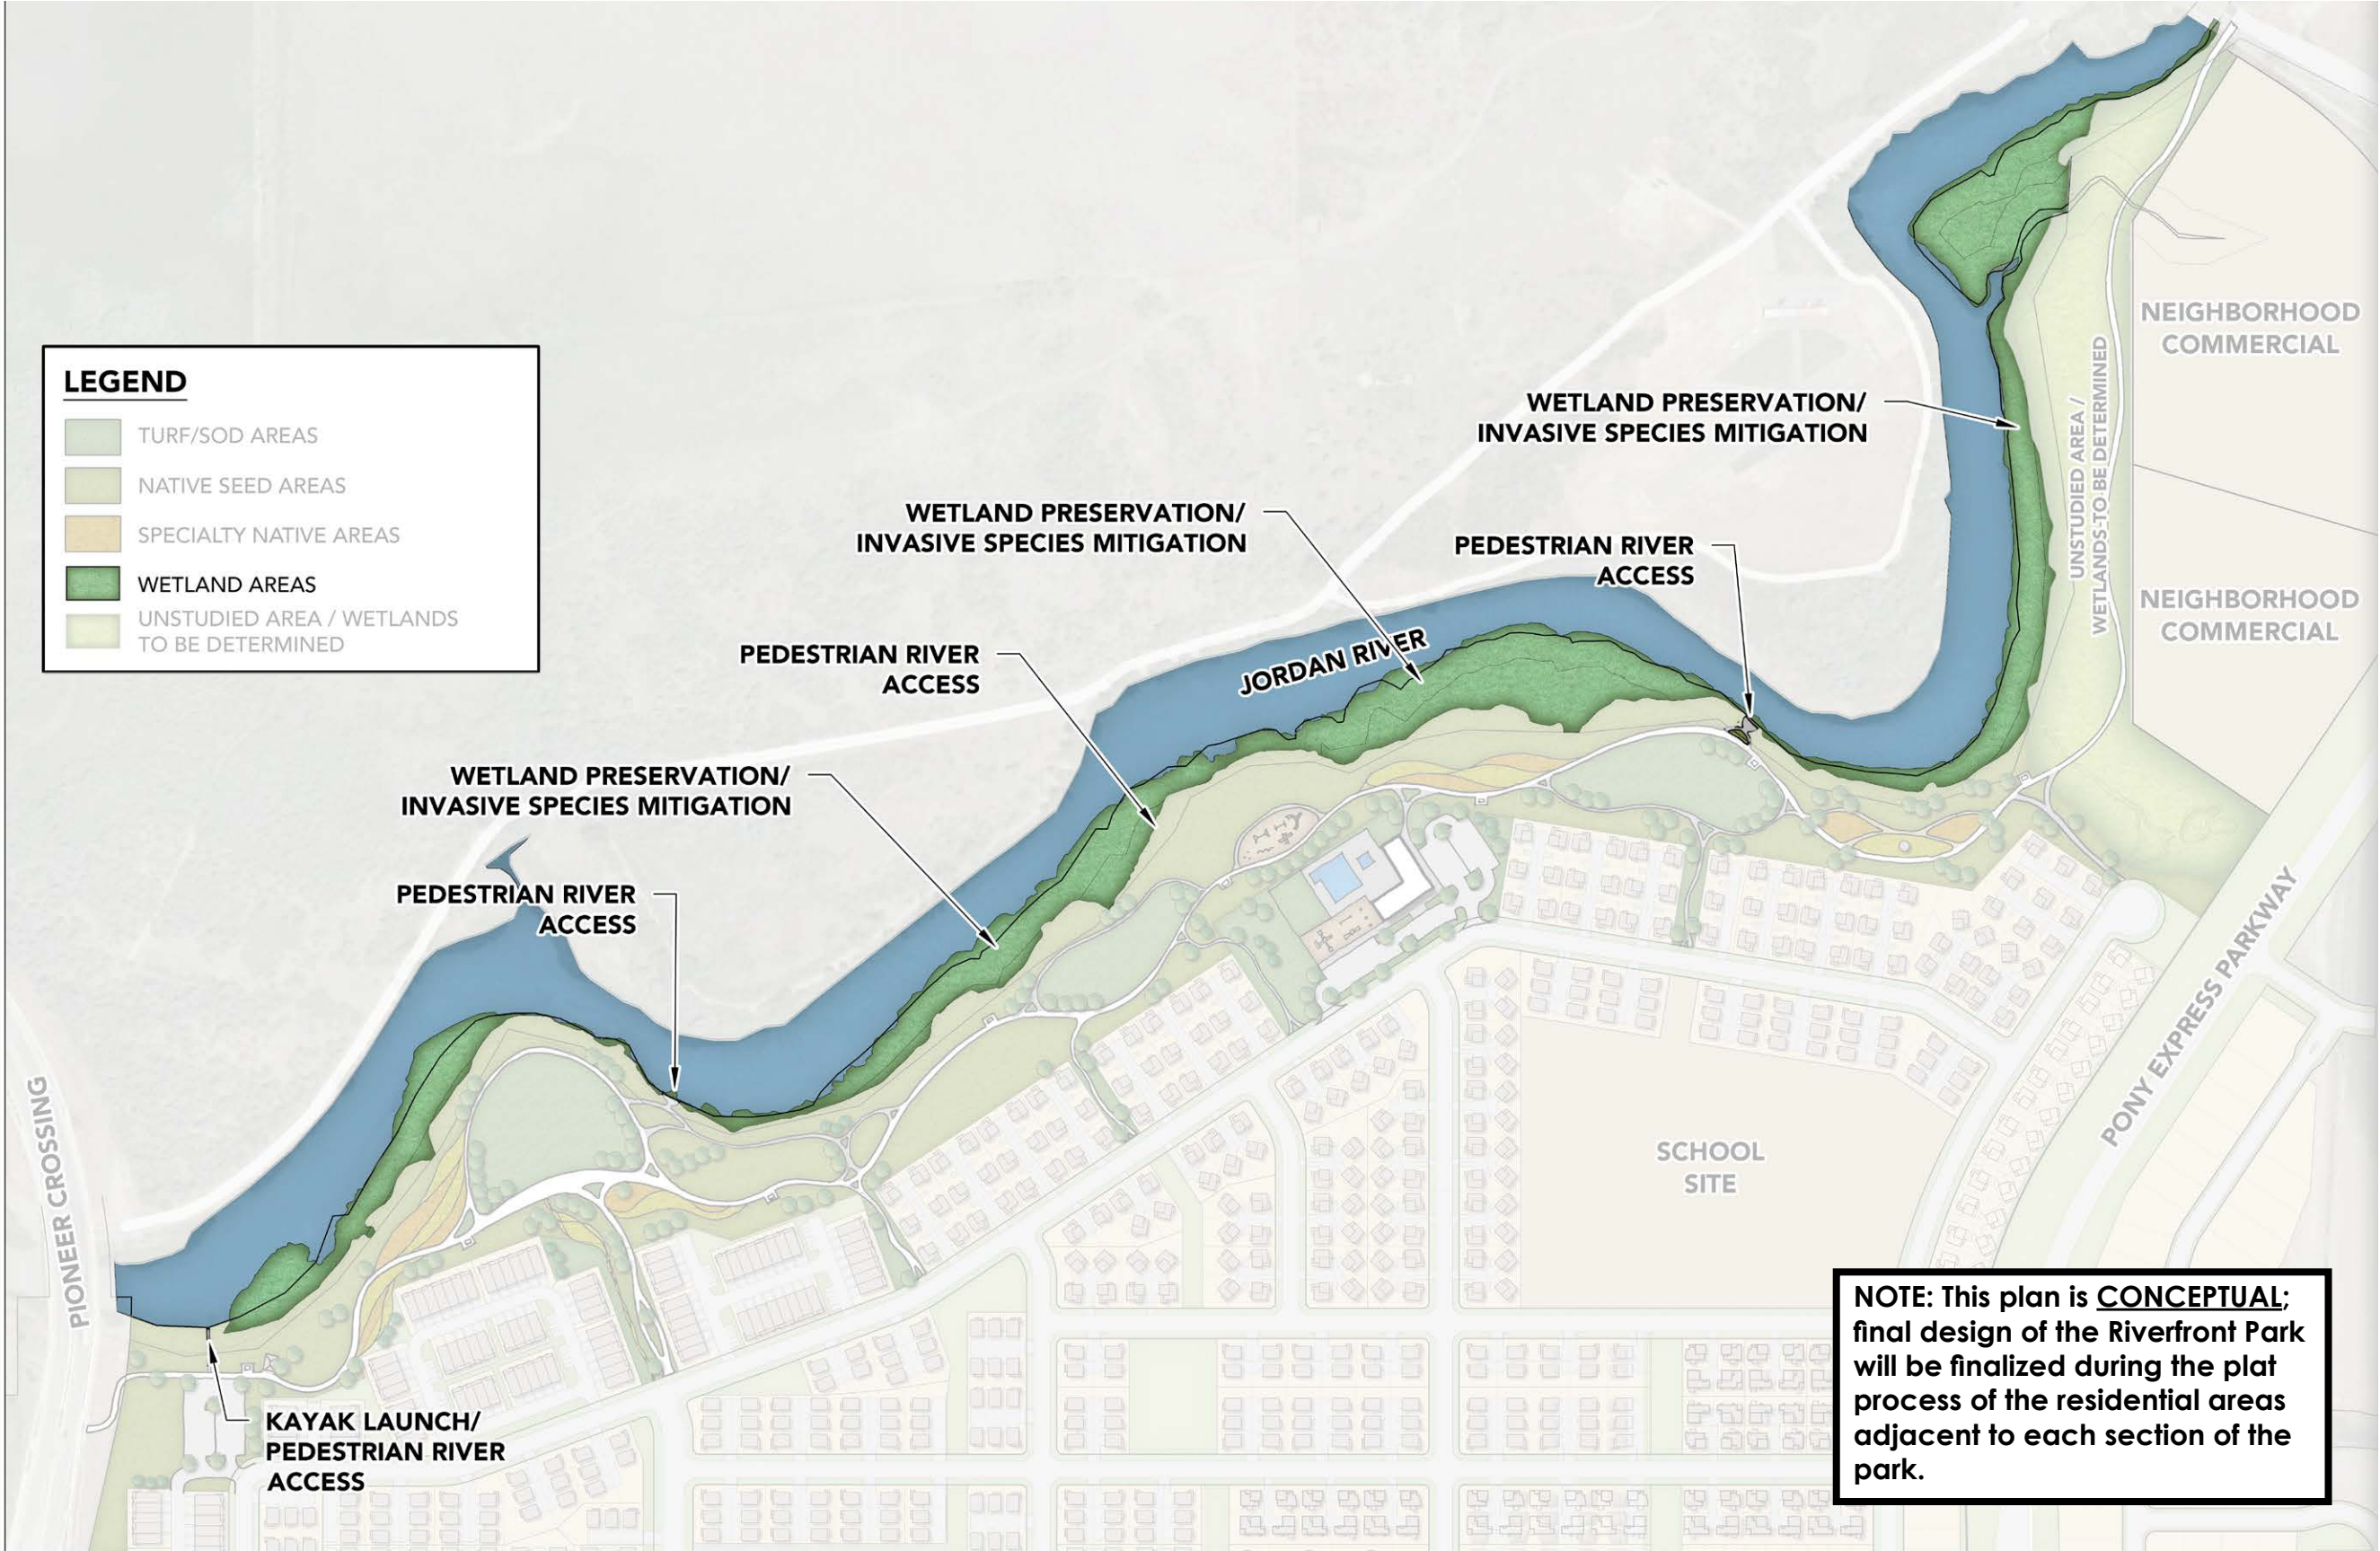 LEGEND
TURF/SOD AREAS
NATIVE SEED AREAS
SPECIALTY NATIVE AREAS
WETLAND AREAS
UNSTUDIED AREA / WETLANDS
TO BE DETERMINED
NEIGHBORHOOD
COMMERCIAL
WETLAND PRESERVATION/
INVASIVE SPECIES MITIGATION
UNSTUDIED AREA /
WETLANDS TO BE DETERMINED
WETLAND PRESERVATION/
INVASIVE SPECIES MITIGATION
PEDESTRIAN RIVER
ACCESS
NEIGHBORHOOD
COMMERCIAL
JORDAN RIVER
PEDESTRIAN RIVER
ACCESS
WETLAND PRESERVATION/
INVASIVE SPECIES MITIGATION
PEDESTRIAN RIVER
ACCESS
PONY EXPRESS PARKWAY
PIONEER CROSSING
SCHOOL
SITE
KAYAK LAUNCH/
PEDESTRIAN RIVER
ACCESS
NOTE: This plan is CONCEPTUAL;
final design of the Riverfront Park
will be finalized during the plat
process of the residential areas
adjacent to each section of the
park.